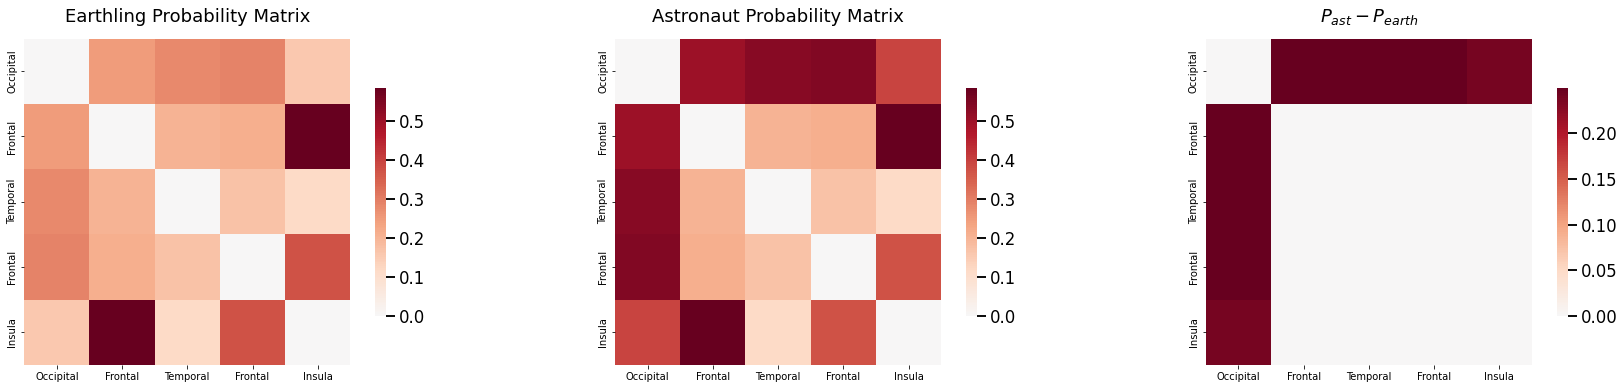 Earthling Probability Matrix
Occipital
Frontal
Temporal
Frontal
Insula
Occipital Frontal Temporal Frontal Insula
0.5
0.4
0.3
0.2
0.1
0.0
Astronaut Probability Matrix
Occipital
Frontal
Temporal
Frontal
Insula
Occipital Frontal Temporal Frontal Insula
0.5
0.4
0.3
0.2
0.1
0.0
P_ast − P_earth
Occipital
Frontal
Temporal
Frontal
Insula
Occipital Frontal Temporal Frontal Insula
0.20
0.15
0.10
0.05
0.00